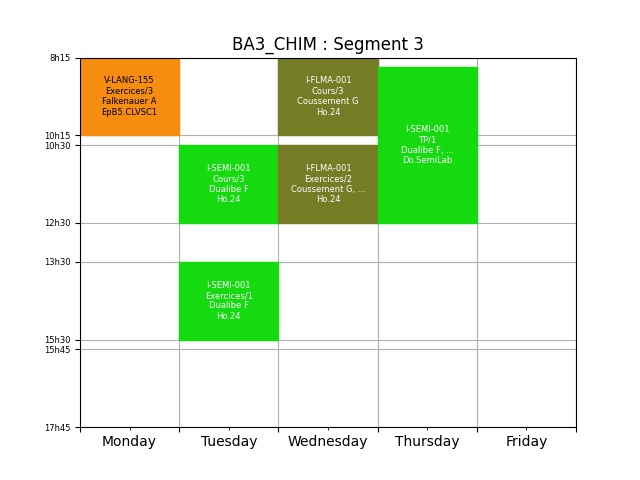 BA3_CHIM : Segment 3
8h15
V-LANG-155
Exercices/3
Falkenauer A
EpB5.CLVSC1
I-FLMA-001
Cours/3
Coussement G
Ho.24
I-SEMI-001
TP/1
Dualibe F, ...
Do.SemiLab
10h15
10h30
I-SEMI-001
Cours/3
Dualibe F
Ho.24
I-FLMA-001
Exercices/2
Coussement G, ...
Ho.24
12h30
13h30
I-SEMI-001
Exercices/1
Dualibe F
Ho.24
15h30
15h45
17h45
Monday
Tuesday
Wednesday
Thursday
Friday